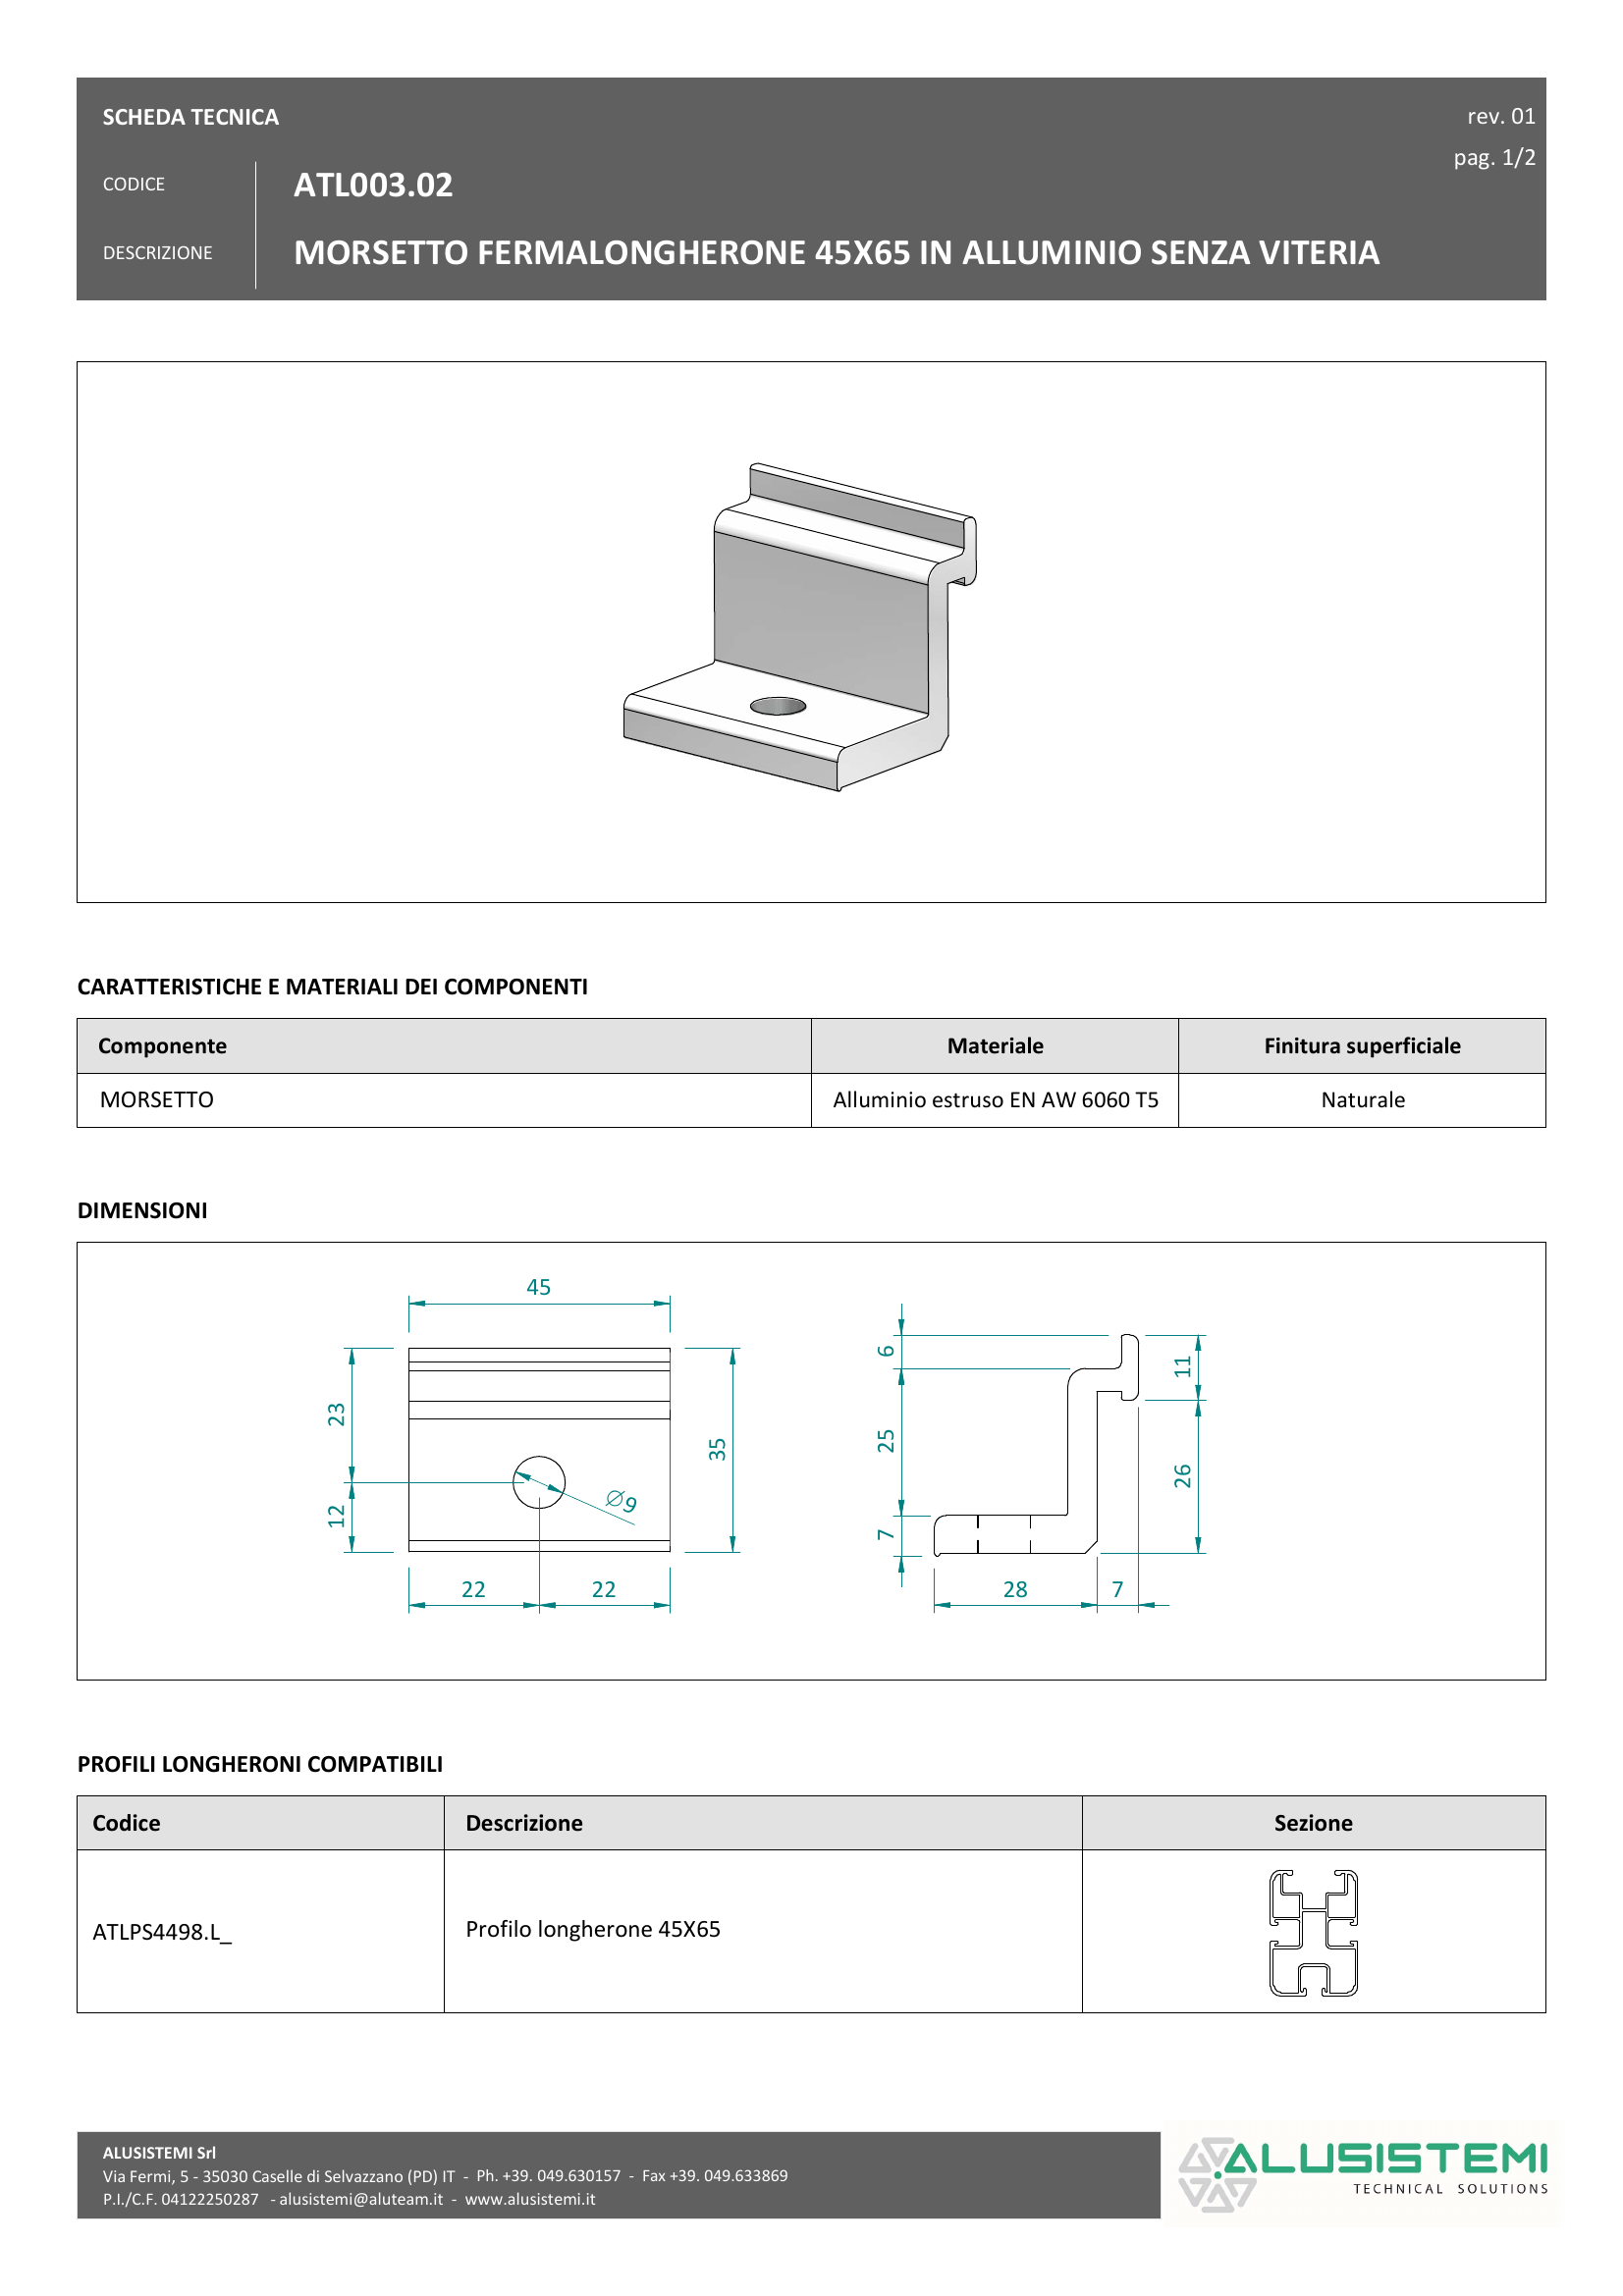 SCHEDA TECNICA
rev. 01
pag. 1/2
CODICE
ATL003.02
DESCRIZIONE
MORSETTO FERMALONGHERONE 45X65 IN ALLUMINIO SENZA VITERIA
CARATTERISTICHE E MATERIALI DEI COMPONENTI
Componente Materiale Finitura superficiale
MORSETTO Alluminio estruso EN AW 6060 T5 Naturale
DIMENSIONI
45
23
12
35
Ø9
22 22
6
25
7
11
26
28 7
PROFILI LONGHERONI COMPATIBILI
Codice Descrizione Sezione
ATLPS4498.L_ Profilo longherone 45X65
ALUSISTEMI Srl
Via Fermi, 5 - 35030 Caselle di Selvazzano (PD) IT - Ph. +39. 049.630157 - Fax +39. 049.633869
P.I./C.F. 04122250287 - alusistemi@aluteam.it - www.alusistemi.it
ALUSISTEMI
TECHNICAL SOLUTIONS